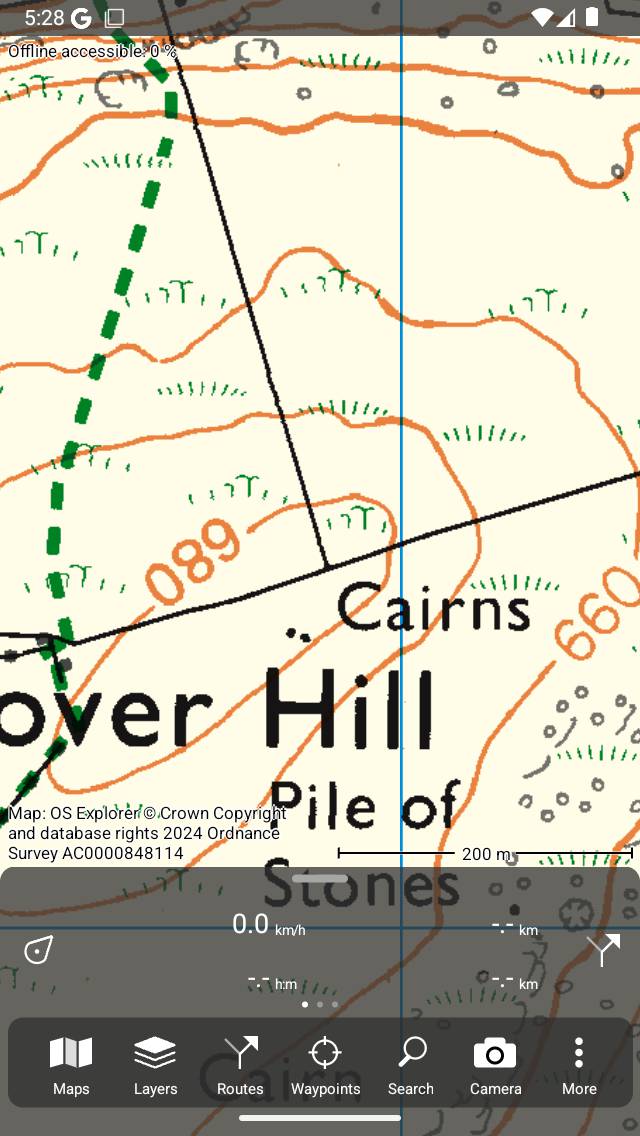 5:28 G
Offline accessible: 0 %
089
Cairns
660
over Hill
Pile of
Stones
Map: OS Explorer © Crown Copyright
and database rights 2024 Ordnance
Survey AC0000848114
200 m
0.0 km/h
-.- km
-.- h:m
-.- km
Cairn
Maps Layers Routes Waypoints Search Camera More